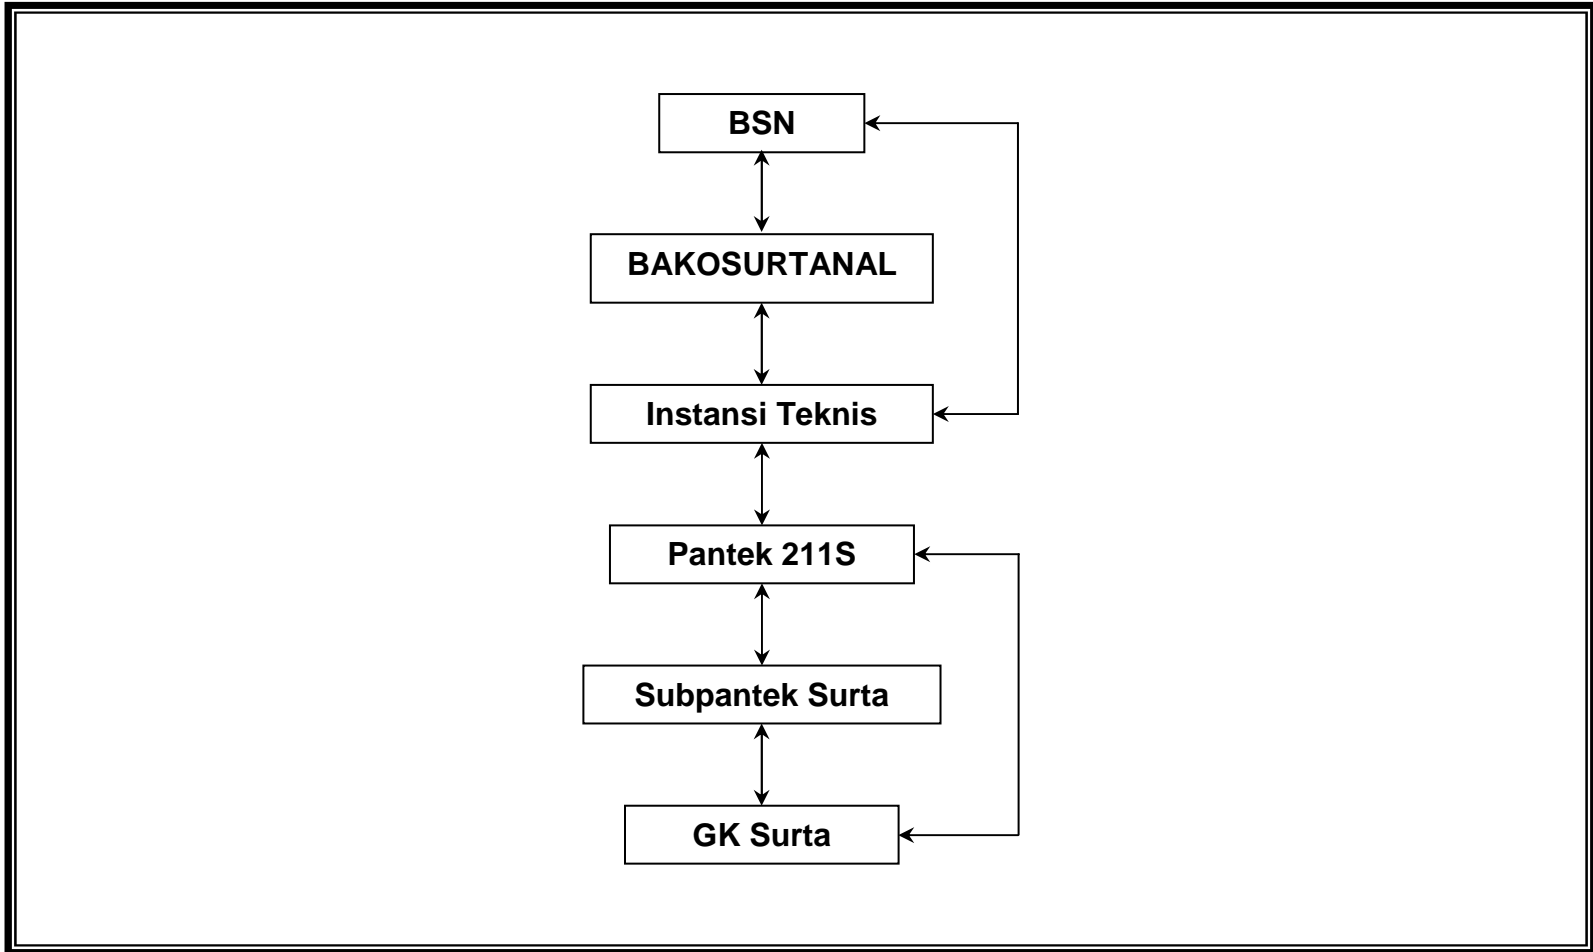 BSN
BAKOSURTANAL
Instansi Teknis
Pantek 211S
Subpantek Surta
GK Surta